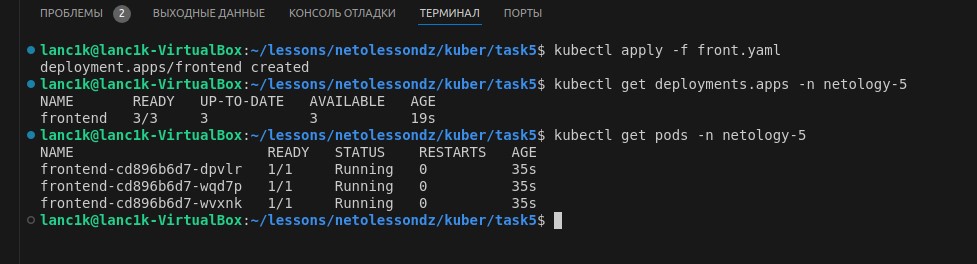 ПРОБЛЕМЫ 2 ВЫХОДНЫЕ ДАННЫЕ КОНСОЛЬ ОТЛАДКИ ТЕРМИНАЛ ПОРТЫ
lanc1k@lanc1k-VirtualBox:~/lessons/netolessondz/kuber/task5$ kubectl apply -f front.yaml
deployment.apps/frontend created
lanc1k@lanc1k-VirtualBox:~/lessons/netolessondz/kuber/task5$ kubectl get deployments.apps -n netology-5
NAME       READY   UP-TO-DATE   AVAILABLE   AGE
frontend   3/3     3            3           19s
lanc1k@lanc1k-VirtualBox:~/lessons/netolessondz/kuber/task5$ kubectl get pods -n netology-5
NAME                       READY   STATUS    RESTARTS   AGE
frontend-cd896b6d7-dpvlr   1/1     Running   0          35s
frontend-cd896b6d7-wqd7p   1/1     Running   0          35s
frontend-cd896b6d7-wvxnk   1/1     Running   0          35s
lanc1k@lanc1k-VirtualBox:~/lessons/netolessondz/kuber/task5$